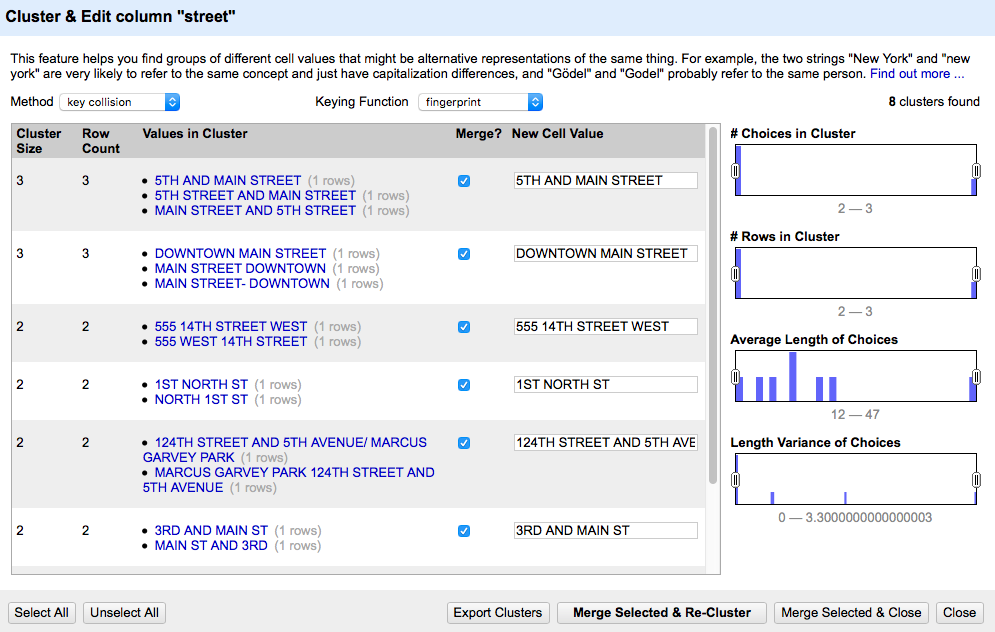 Cluster & Edit column "street"
This feature helps you find groups of different cell values that might be alternative representations of the same thing. For example, the two strings "New York" and "new
york" are very likely to refer to the same concept and just have capitalization differences, and "Gödel" and "Godel" probably refer to the same person. Find out more ...
Method key collision Keying Function fingerprint 8 clusters found
Cluster Size Row Count Values in Cluster Merge? New Cell Value
3 3 • 5TH AND MAIN STREET (1 rows) 5TH AND MAIN STREET
• 5TH STREET AND MAIN STREET (1 rows)
• MAIN STREET AND 5TH STREET (1 rows)
3 3 • DOWNTOWN MAIN STREET (1 rows) DOWNTOWN MAIN STREET
• MAIN STREET DOWNTOWN (1 rows)
• MAIN STREET- DOWNTOWN (1 rows)
2 2 • 555 14TH STREET WEST (1 rows) 555 14TH STREET WEST
• 555 WEST 14TH STREET (1 rows)
2 2 • 1ST NORTH ST (1 rows) 1ST NORTH ST
• NORTH 1ST ST (1 rows)
2 2 • 124TH STREET AND 5TH AVENUE/ MARCUS 124TH STREET AND 5TH AVE
GARVEY PARK (1 rows)
• MARCUS GARVEY PARK 124TH STREET AND
5TH AVENUE (1 rows)
2 2 • 3RD AND MAIN ST (1 rows) 3RD AND MAIN ST
• MAIN ST AND 3RD (1 rows)
# Choices in Cluster
2 — 3
# Rows in Cluster
2 — 3
Average Length of Choices
12 — 47
Length Variance of Choices
0 — 3.3000000000000003
Select All Unselect All Export Clusters Merge Selected & Re-Cluster Merge Selected & Close Close